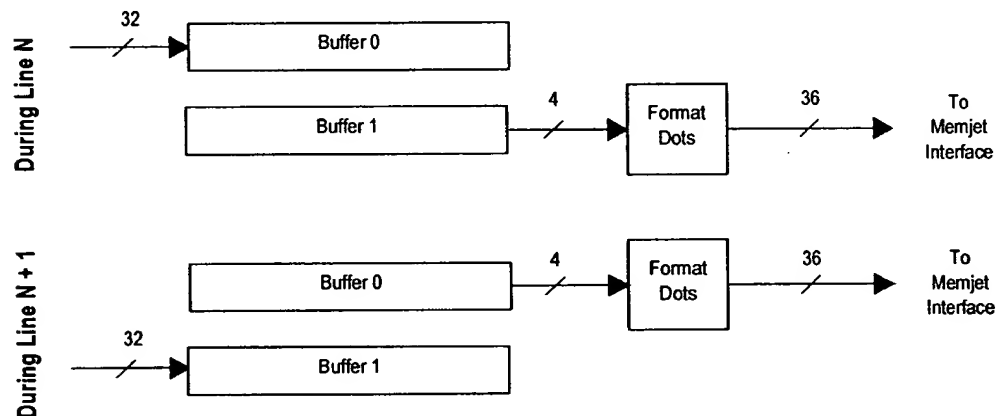 During Line N
32
Buffer 0
Buffer 1
4
Format
Dots
36
To
Memjet
Interface
During Line N + 1
Buffer 0
4
Format
Dots
36
To
Memjet
Interface
32
Buffer 1